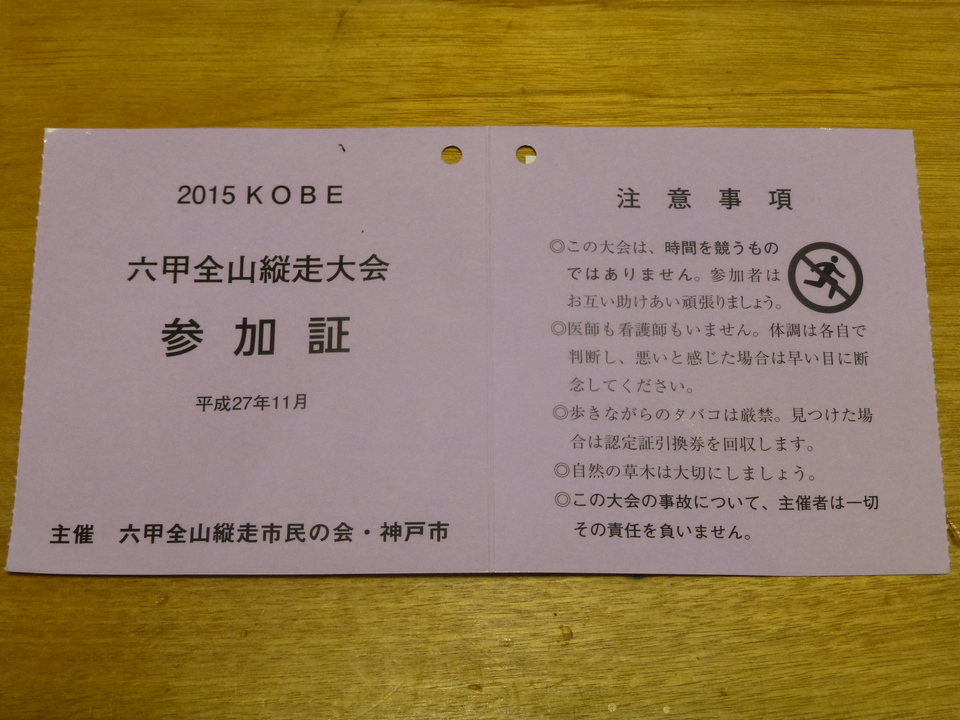 2015 KOBE
六甲全山縦走大会
参加証
平成27年11月
主催 六甲全山縦走市民の会・神戸市
注意事項
◎この大会は、時間を競うもの
ではありません。参加者は
お互い助けあい頑張りましょう。
◎医師も看護師もいません。体調は各自で
判断し、悪いと感じた場合は早い目に断
念してください。
◎歩きながらのタバコは厳禁。見つけた場
合は認定証引換券を回収します。
◎自然の草木は大切にしましょう。
◎この大会の事故について、主催者は一切
その責任を負いません。